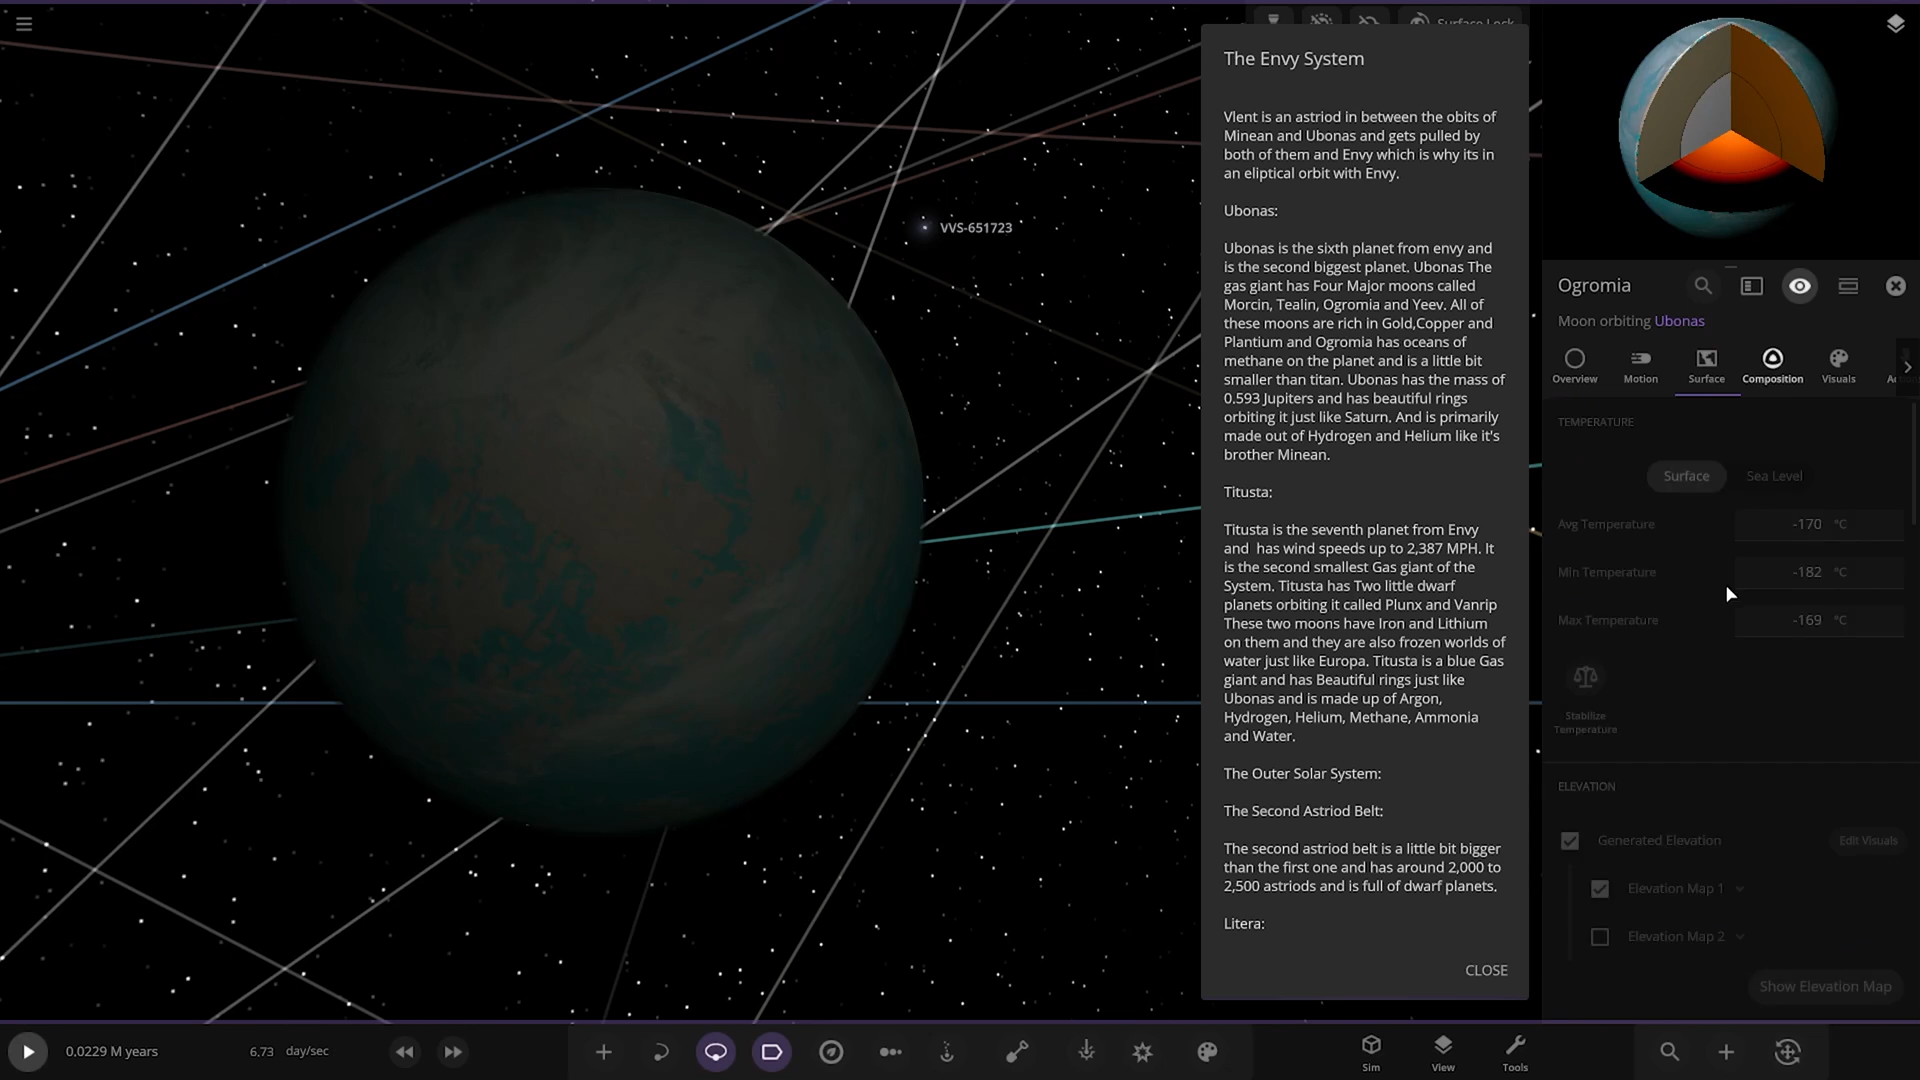 Surface Lock
The Envy System
Vlent is an astriod in between the obits of
Minean and Ubonas and gets pulled by
both of them and Envy which is why its in
an eliptical orbit with Envy.
Ubonas:
Ubonas is the sixth planet from envy and
is the second biggest planet. Ubonas The
gas giant has Four Major moons called
Morcin, Tealin, Ogromia and Yeev. All of
these moons are rich in Gold,Copper and
Plantium and Ogromia has oceans of
methane on the planet and is a little bit
smaller than titan. Ubonas has the mass of
0.593 Jupiters and has beautiful rings
orbiting it just like Saturn. And is primarily
made out of Hydrogen and Helium like it's
brother Minean.
Titusta:
Titusta is the seventh planet from Envy
and  has wind speeds up to 2,387 MPH. It
is the second smallest Gas giant of the
System. Titusta has Two little dwarf
planets orbiting it called Plunx and Vanrip
These two moons have Iron and Lithium
on them and they are also frozen worlds of
water just like Europa. Titusta is a blue Gas
giant and has Beautiful rings just like
Ubonas and is made up of Argon,
Hydrogen, Helium, Methane, Ammonia
and Water.
The Outer Solar System:
The Second Astriod Belt:
The second astriod belt is a little bit bigger
than the first one and has around 2,000 to
2,500 astriods and is full of dwarf planets.
Litera:
CLOSE
VVS-651723
Ogromia
Moon orbiting Ubonas
Overview Motion Surface Composition Visuals
TEMPERATURE
Surface Sea Level
Avg Temperature -170 °C
Min Temperature -182 °C
Max Temperature -169 °C
Stabilize
Temperature
ELEVATION
Generated Elevation Edit Visuals
Elevation Map 1
Elevation Map 2
Show Elevation Map
0.0229 M years 6.73 day/sec
Sim View Tools